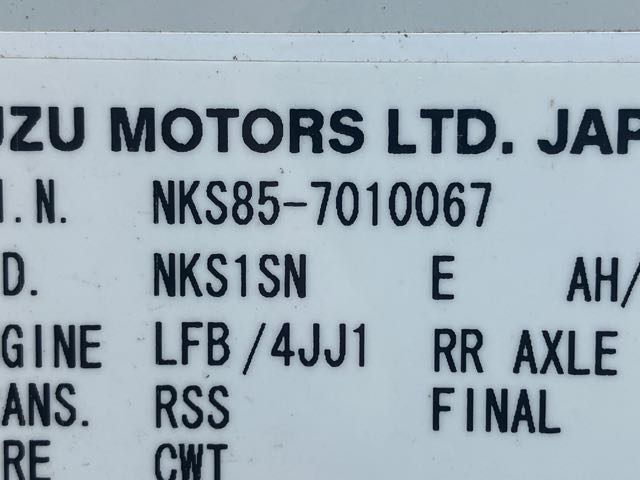 UZU MOTORS LTD. JAP
I.N. NKS85-7010067
D. NKS1SN E AH/
GINE LFB/4JJ1 RR AXLE
ANS. RSS FINAL
RE CWT